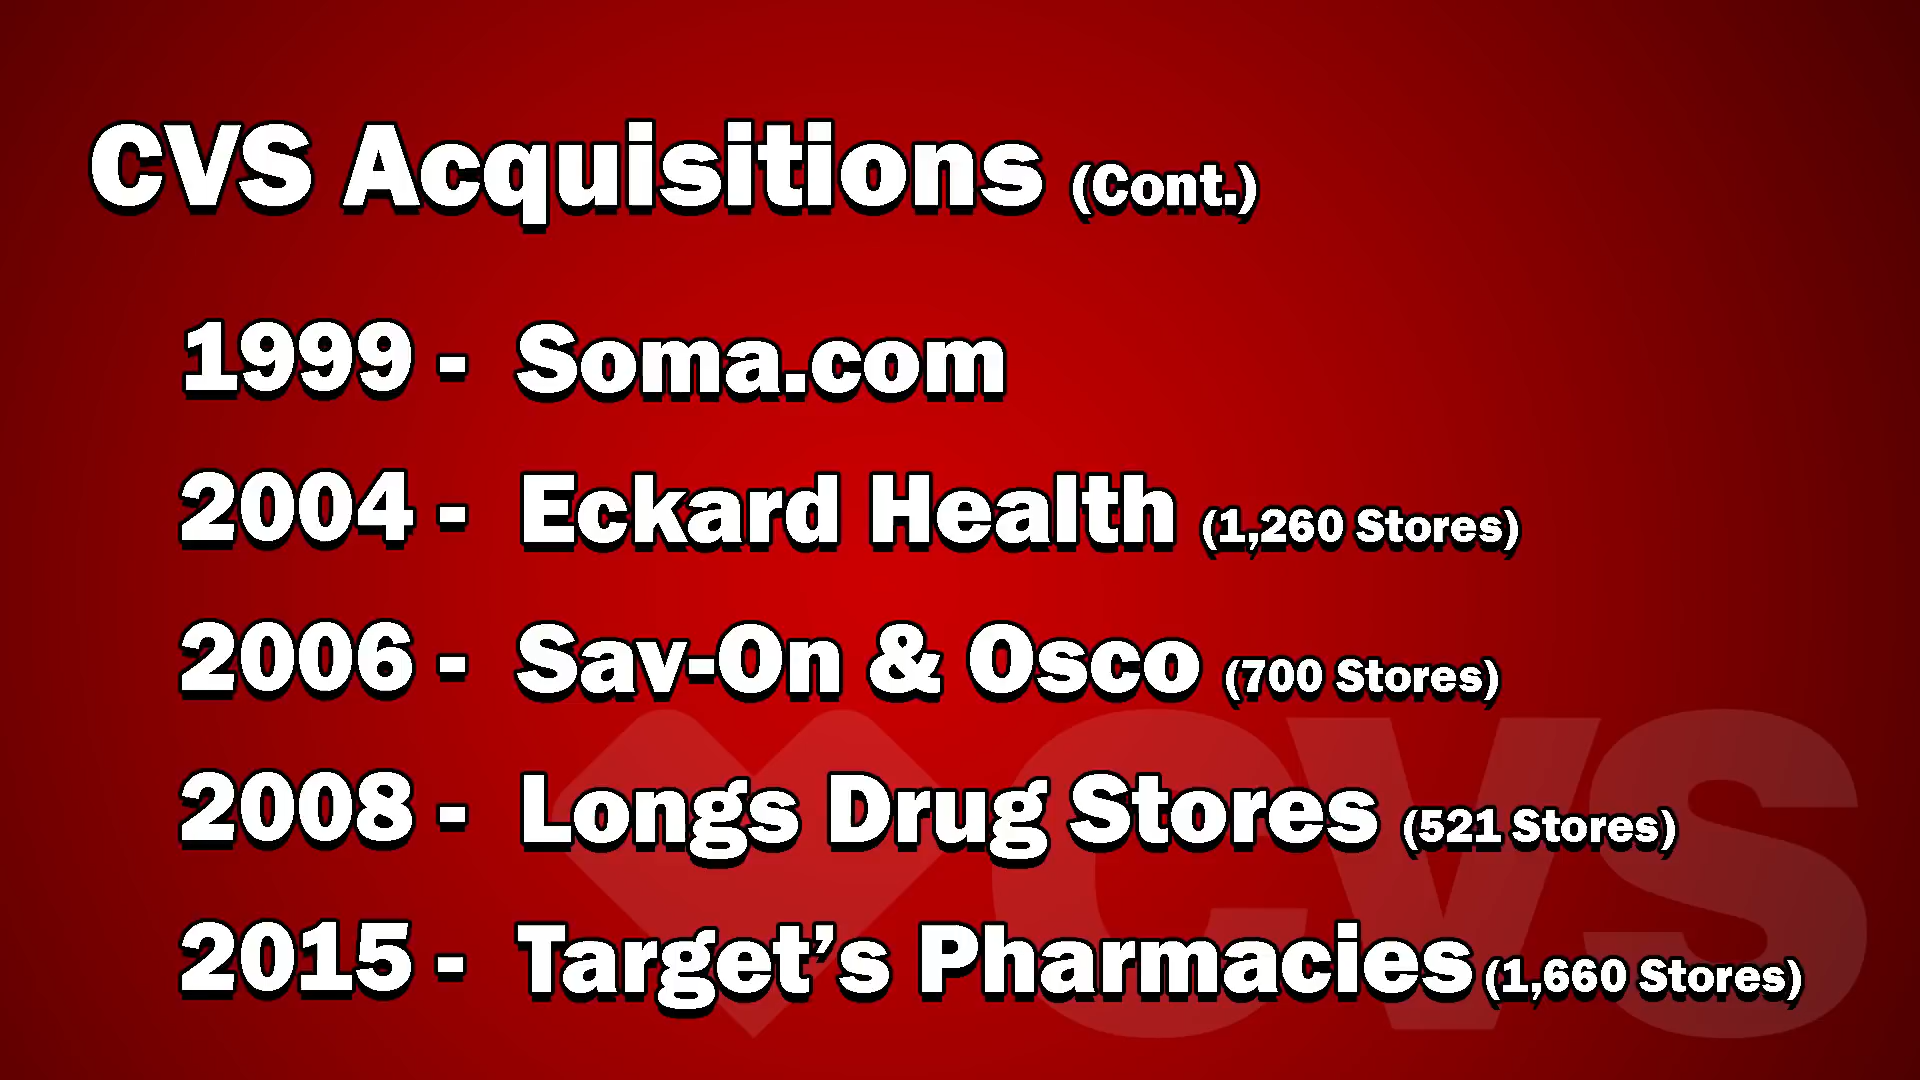 CVS Acquisitions (Cont.)
1999 - Soma.com
2004 - Eckard Health (1,260 Stores)
2006 - Sav-On & Osco (700 Stores)
2008 - Longs Drug Stores (521 Stores)
2015 - Target’s Pharmacies (1,660 Stores)
CVS